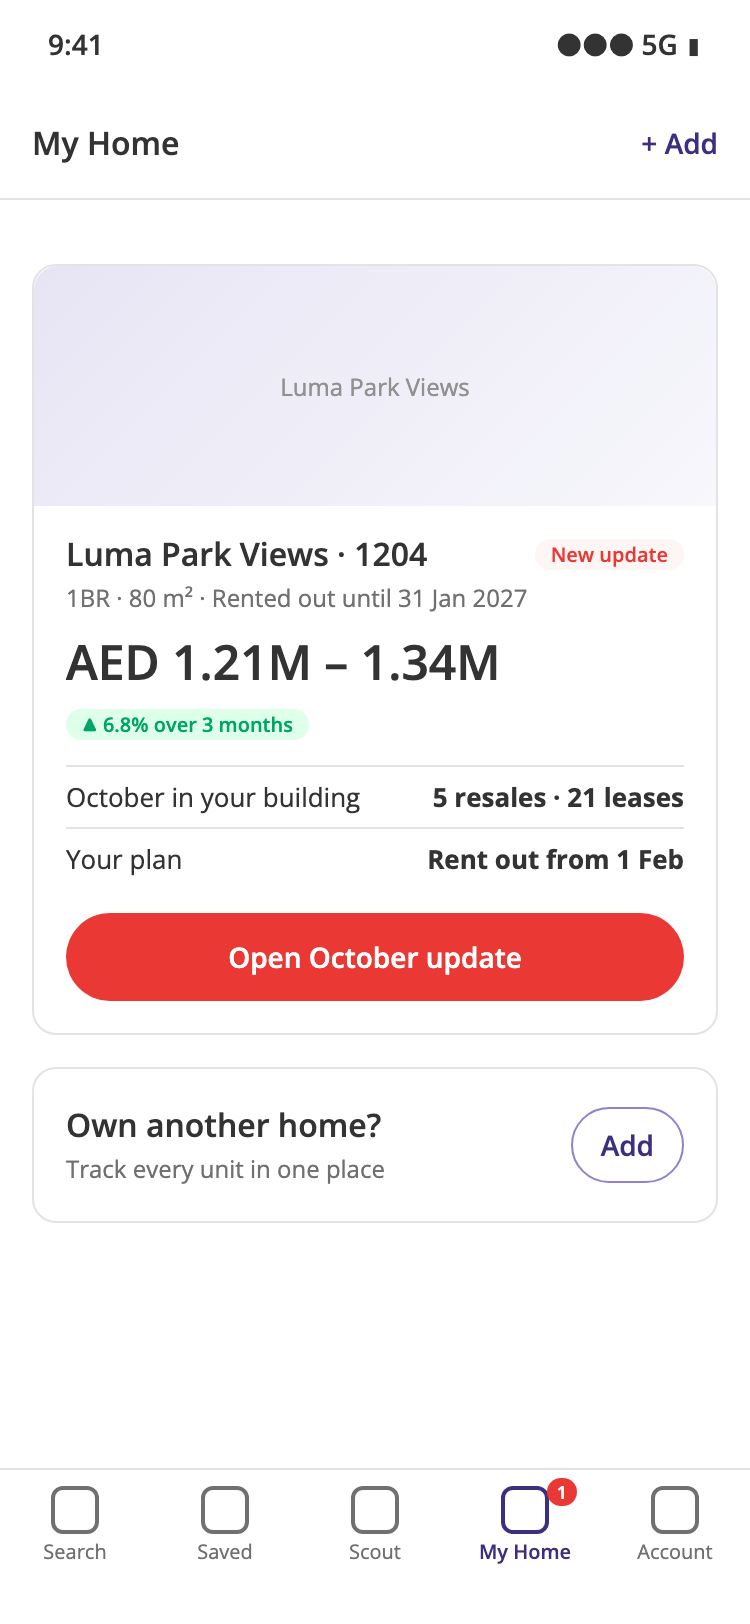 9:41
5G
My Home
+ Add
Luma Park Views
Luma Park Views · 1204
New update
1BR · 80 m² · Rented out until 31 Jan 2027
AED 1.21M – 1.34M
▲ 6.8% over 3 months
October in your building
5 resales · 21 leases
Your plan
Rent out from 1 Feb
Open October update
Own another home?
Track every unit in one place
Add
1
Search
Saved
Scout
My Home
Account